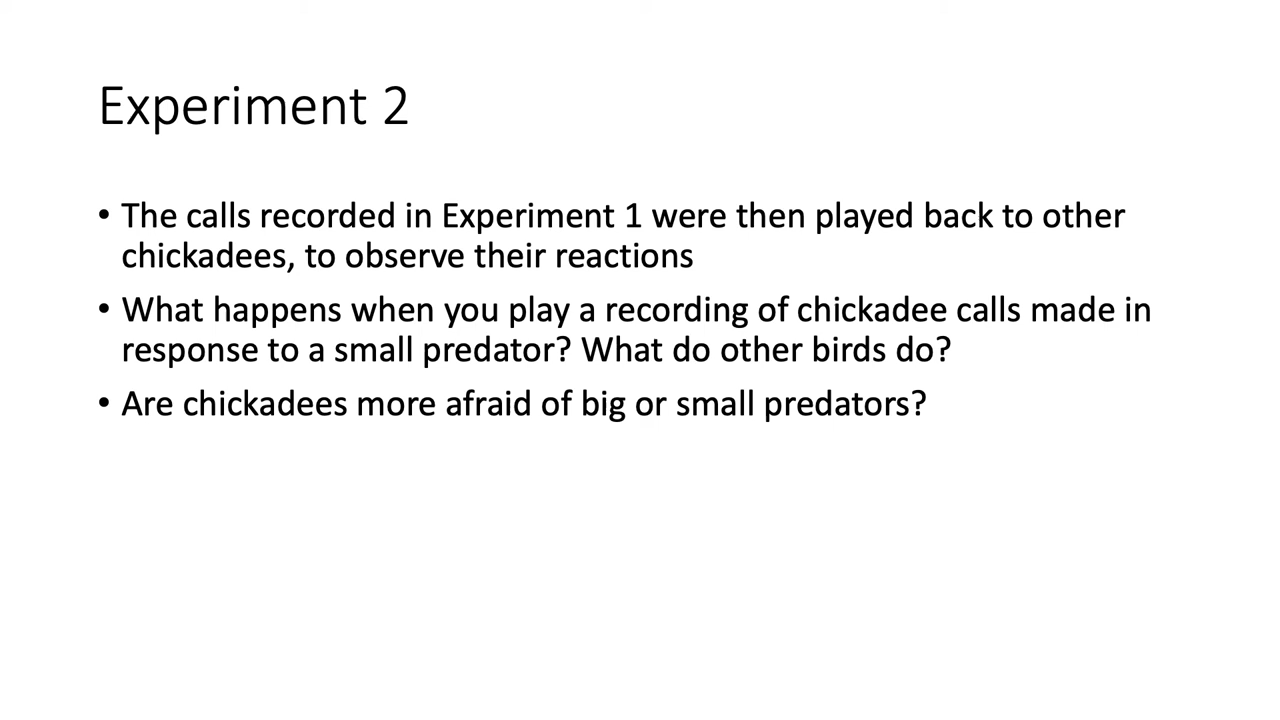 Experiment 2
• The calls recorded in Experiment 1 were then played back to other
chickadees, to observe their reactions
• What happens when you play a recording of chickadee calls made in
response to a small predator? What do other birds do?
• Are chickadees more afraid of big or small predators?